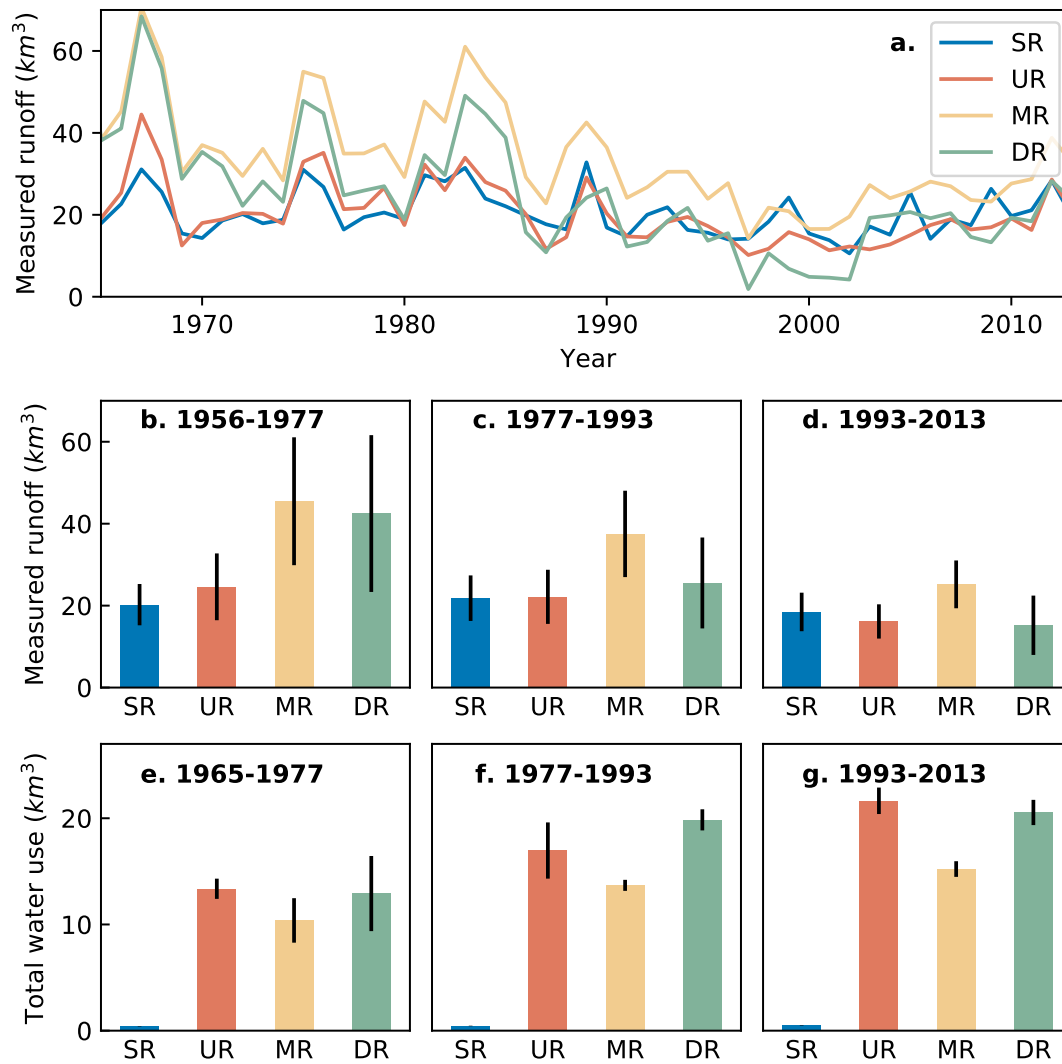 Measured runoff (km³)
60
40
20
0
a.
SR
UR
MR
DR
1970 1980 1990 2000 2010
Year
Measured runoff (km³)
60
40
20
0
b. 1956-1977
c. 1977-1993
d. 1993-2013
SR UR MR DR
SR UR MR DR
SR UR MR DR
Total water use (km³)
20
10
0
e. 1965-1977
f. 1977-1993
g. 1993-2013
SR UR MR DR
SR UR MR DR
SR UR MR DR